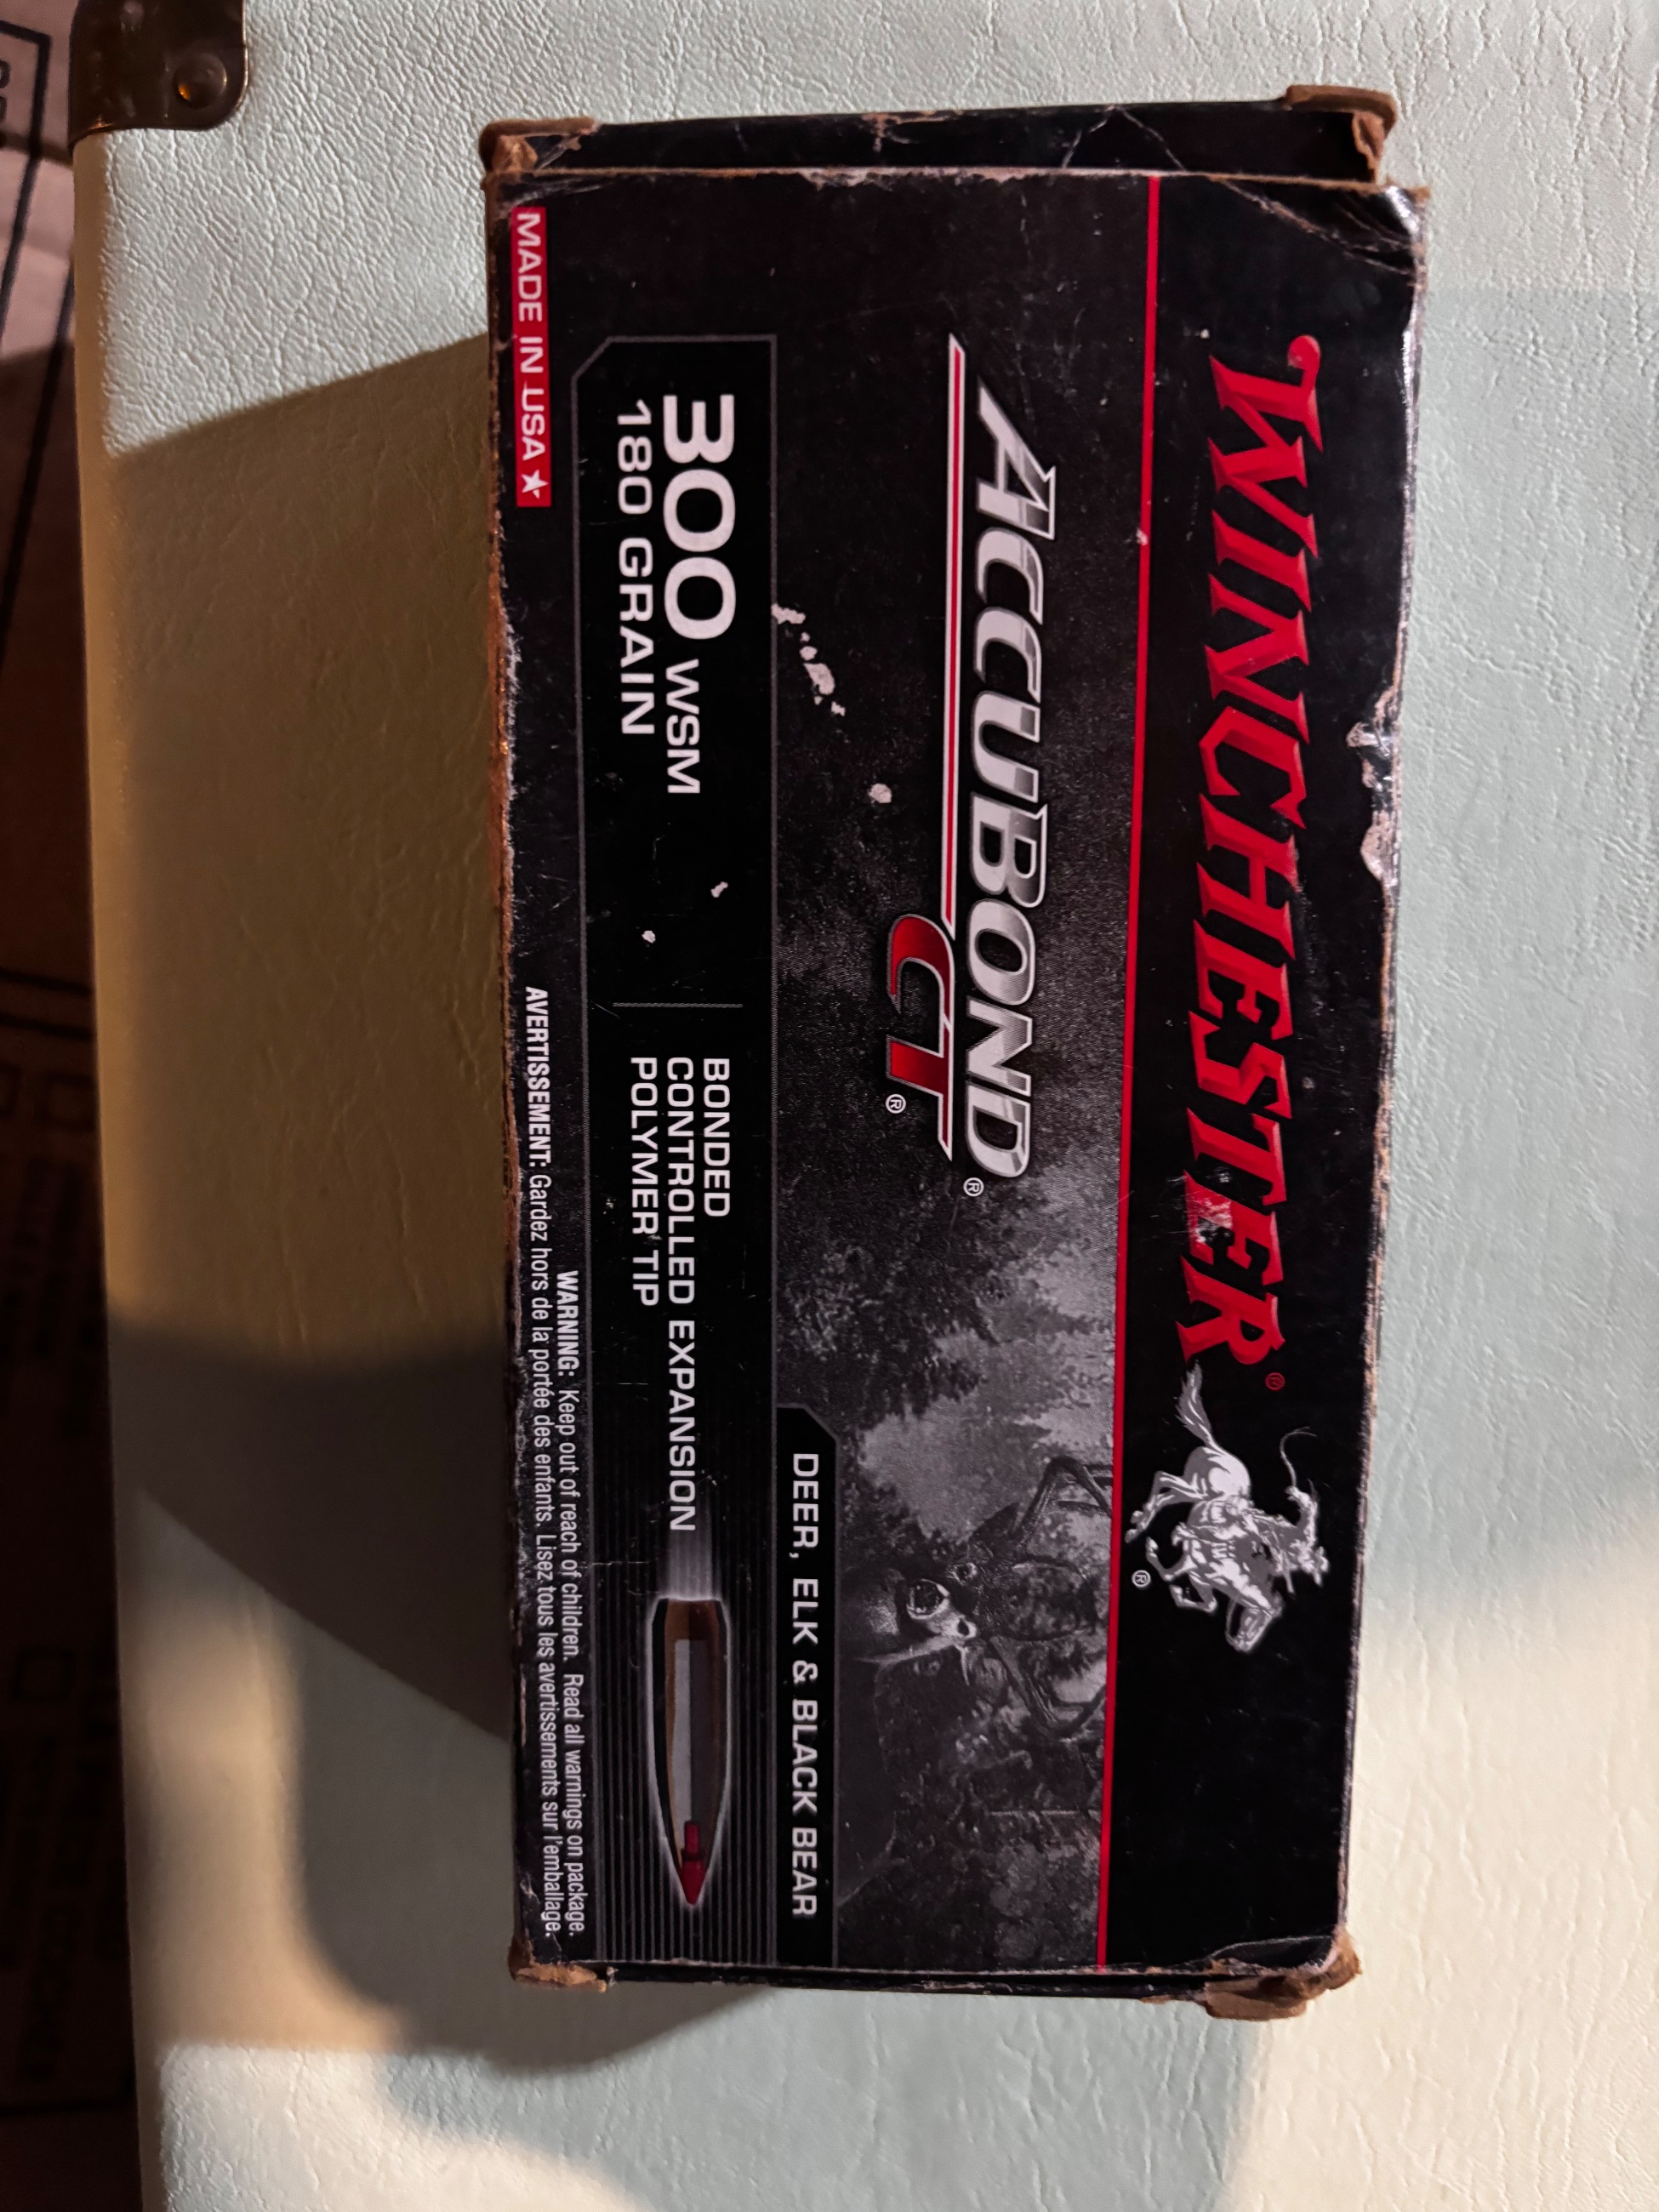 WINCHESTER®
®
ACCUBOND®
CT®
DEER, ELK & BLACK BEAR
300 WSM
180 GRAIN
BONDED
CONTROLLED EXPANSION
POLYMER TIP
MADE IN USA ★
WARNING: Keep out of reach of children. Read all warnings on package.
AVERTISSEMENT: Gardez hors de la portée des enfants. Lisez tous les avertissements sur l'emballage.